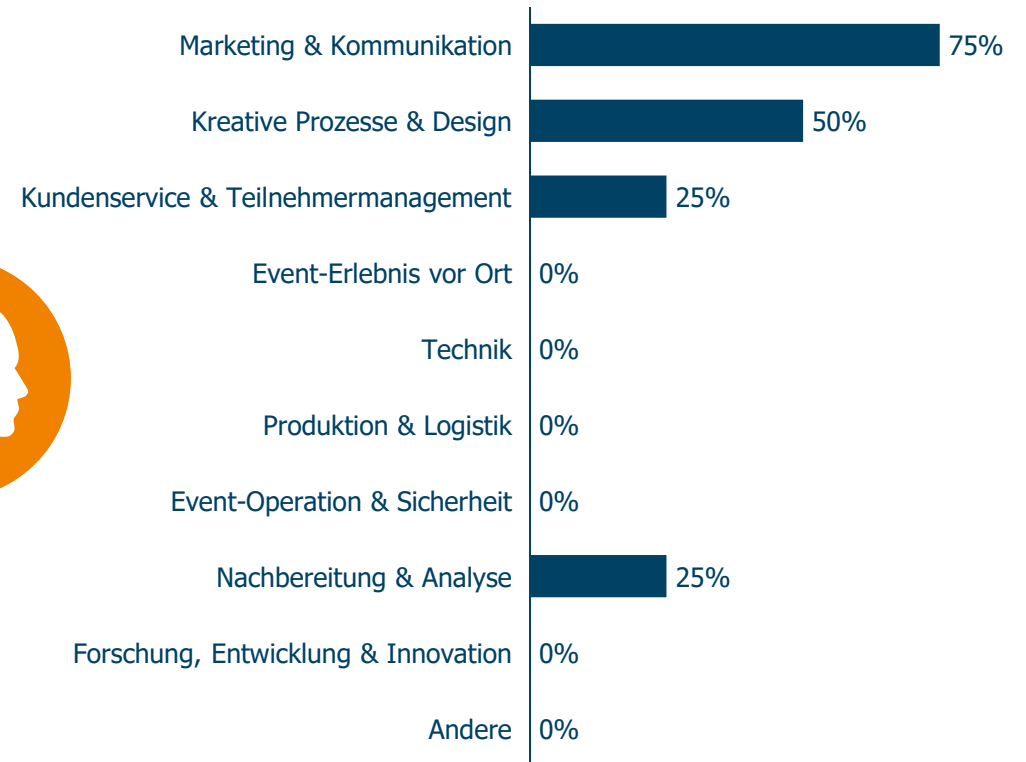 Marketing & Kommunikation 75%
Kreative Prozesse & Design 50%
Kundenservice & Teilnehmermanagement 25%
Event-Erlebnis vor Ort 0%
Technik 0%
Produktion & Logistik 0%
Event-Operation & Sicherheit 0%
Nachbereitung & Analyse 25%
Forschung, Entwicklung & Innovation 0%
Andere 0%